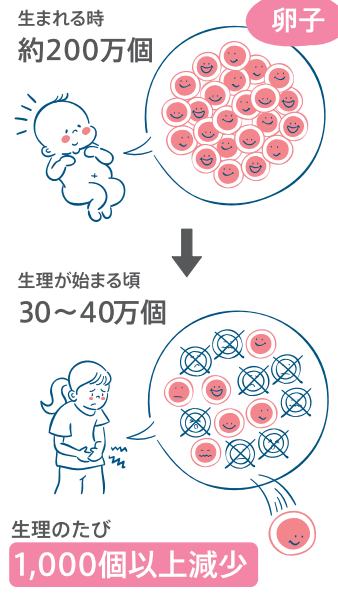 卵子
生まれる時
約200万個
生理が始まる頃
30〜40万個
生理のたび
1,000個以上減少